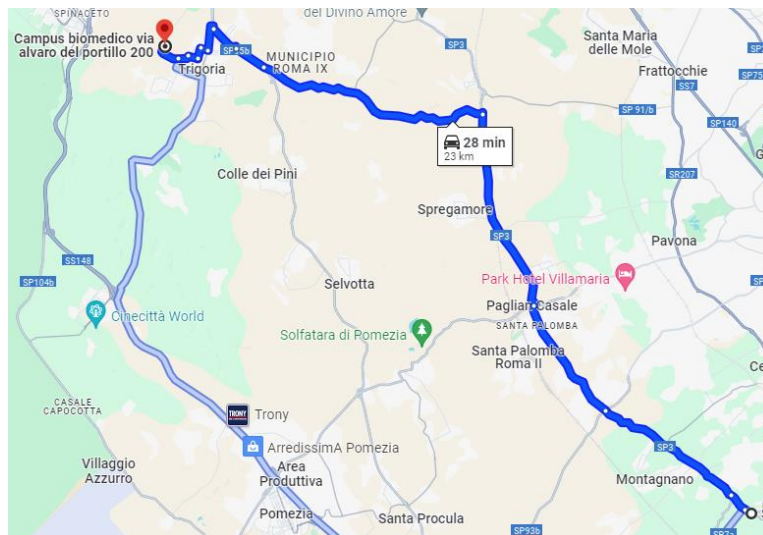 SPINACETO
del Divino Amore
Campus biomedico via
alvaro del portillo 200
SP3
Santa Maria
delle Mole
SP75
Frattocchie
SS7
MUNICIPIO
ROMA IX
Trigoria
SP 91/b
SP140
28 min
23 km
Colle dei Pini
SR207
Spregamore
SP3
Pavona
SS148
SP104b
Selvotta
Park Hotel Villamaria
Cinecittà World
Paglian Casale
SANTA PALOMBA
Solfatara di Pomezia
Santa Palomba
Roma II
CASALE
CAPOCOTTA
Trony
TRONY
ArredissimA Pomezia
SP3
Villaggio
Azzurro
Area
Produttiva
Montagnano
Pomezia
Santa Procula
SP93b